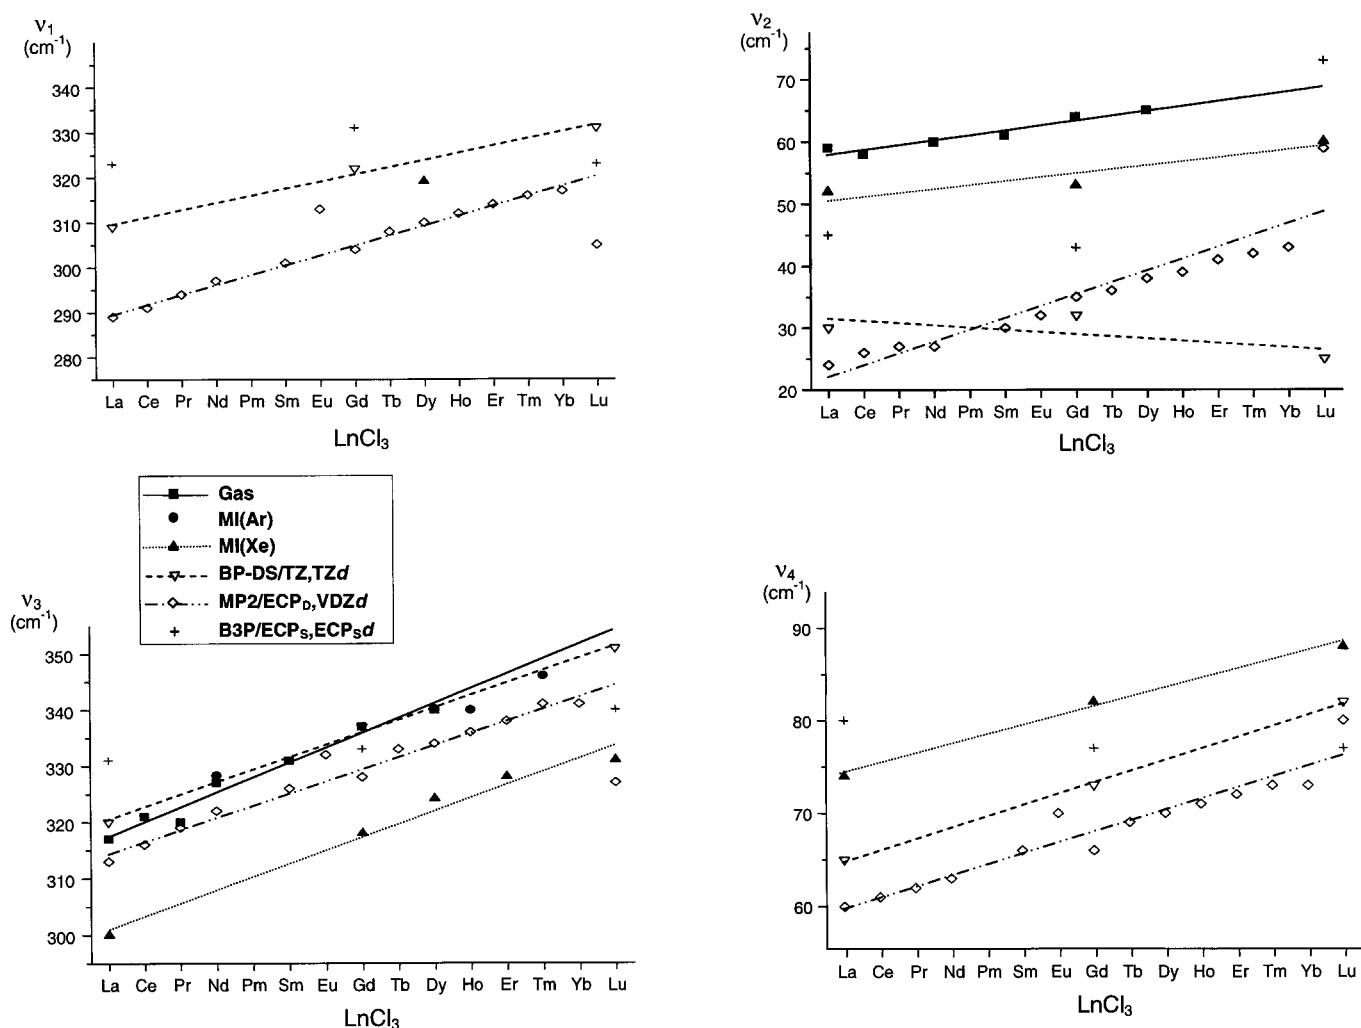 ν1
(cm-1)
340
330
320
310
300
290
280
La Ce Pr Nd Pm Sm Eu Gd Tb Dy Ho Er Tm Yb Lu
LnCl3
ν2
(cm-1)
70
60
50
40
30
20
La Ce Pr Nd Pm Sm Eu Gd Tb Dy Ho Er Tm Yb Lu
LnCl3
Gas
MI(Ar)
MI(Xe)
BP-DS/TZ,TZd
MP2/ECPD,VDZd
B3P/ECPS,ECPSd
ν3
(cm-1)
350
340
330
320
310
300
La Ce Pr Nd Pm Sm Eu Gd Tb Dy Ho Er Tm Yb Lu
LnCl3
ν4
(cm-1)
90
80
70
60
La Ce Pr Nd Pm Sm Eu Gd Tb Dy Ho Er Tm Yb Lu
LnCl3